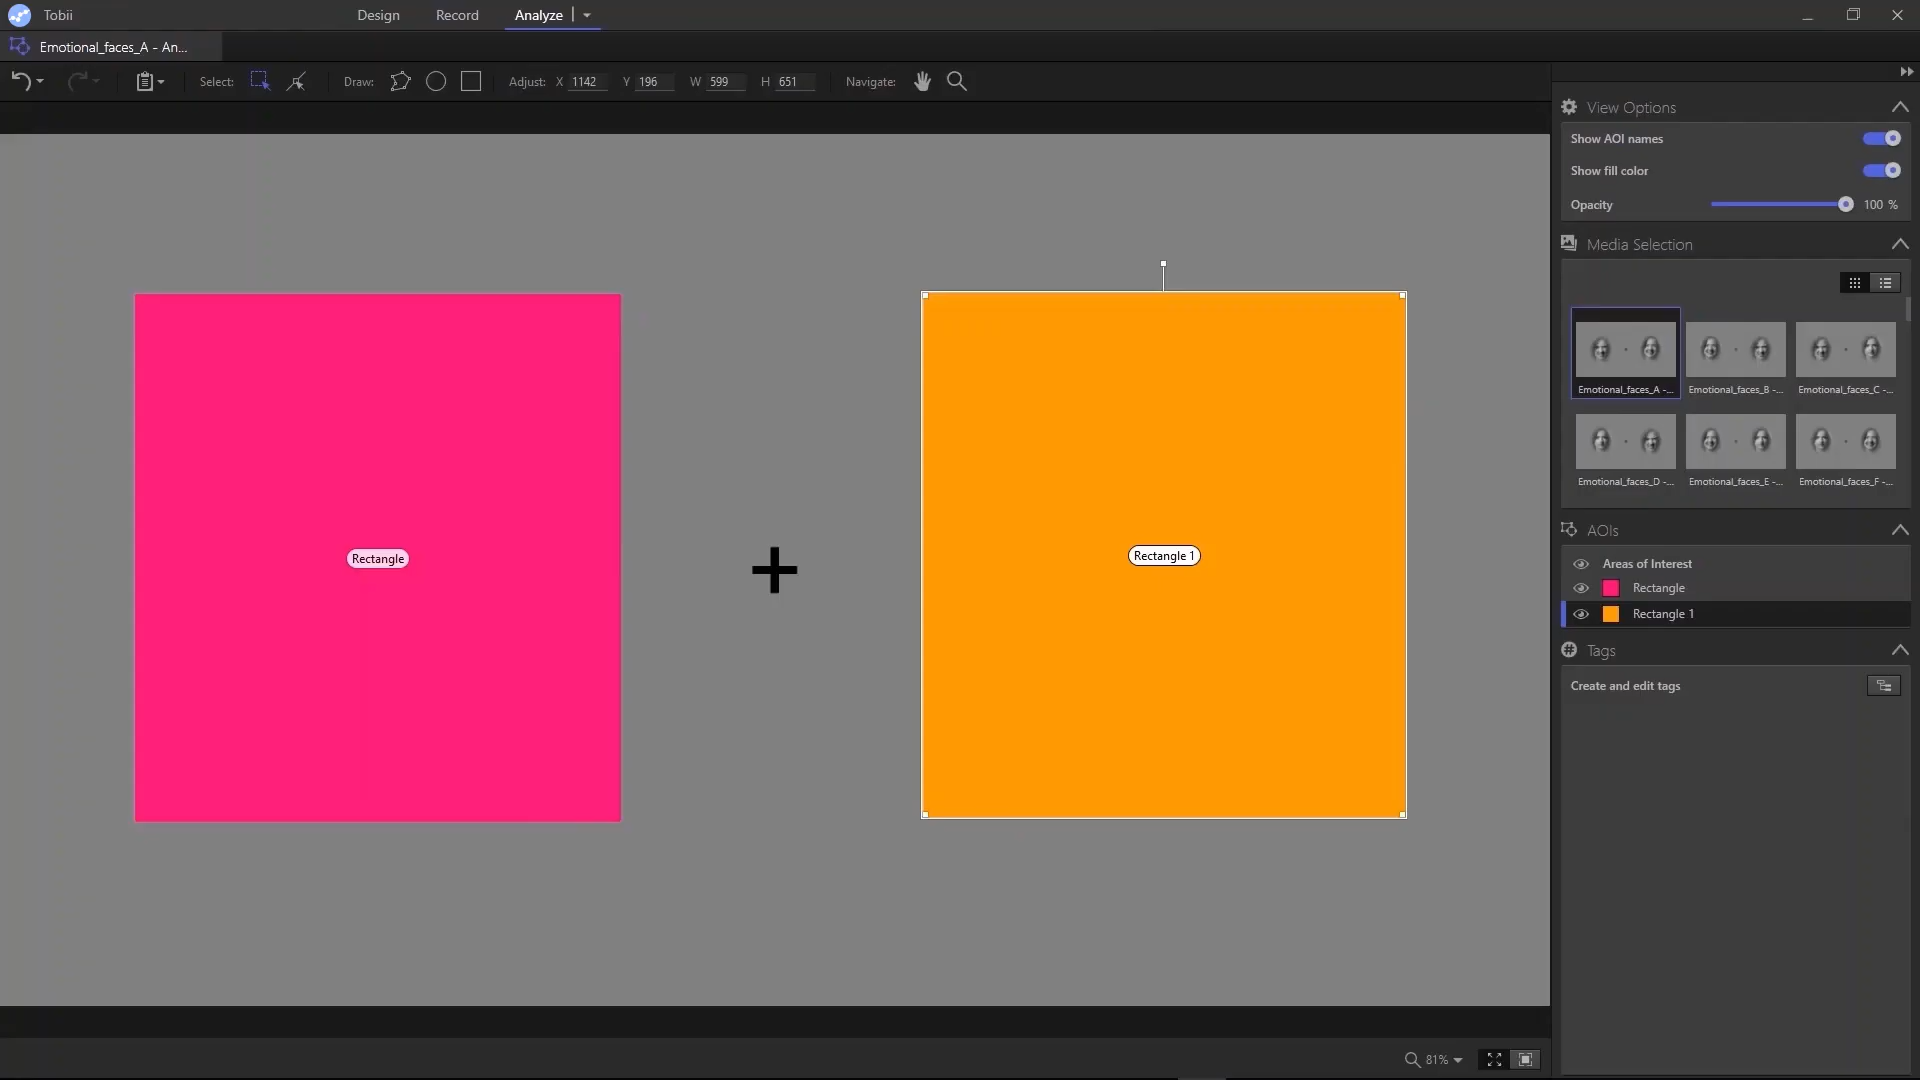 Tobii
Design
Record
Analyze
Emotional_faces_A - An...
Select:
Draw:
Adjust: X 1142 Y 196 W 599 H 651
Navigate:
View Options
Show AOI names
Show fill color
Opacity 100 %
Media Selection
Emotional_faces_A -... Emotional_faces_B -... Emotional_faces_C -...
Emotional_faces_D -... Emotional_faces_E -... Emotional_faces_F -...
Rectangle
Rectangle 1
AOIs
Areas of Interest
Rectangle
Rectangle 1
Tags
Create and edit tags
81%